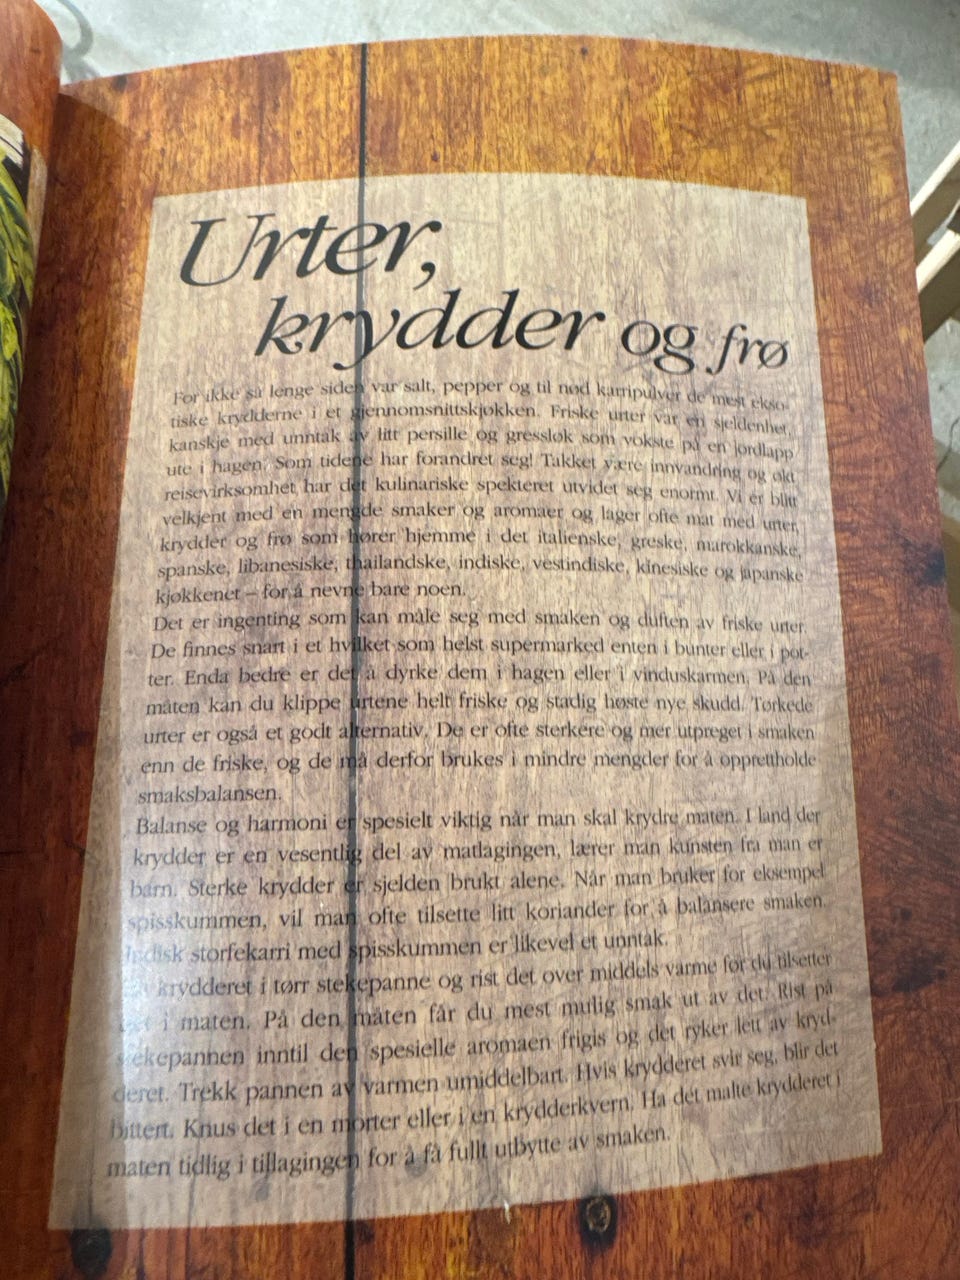 Urter,
krydder og frø
For ikke så lenge siden var salt, pepper og til nød karripulver de mest ekso-
tiske krydderne i et gjennomsnittskjøkken. Friske urter var en sjeldenhet,
kanskje med unntak av litt persille og gressløk som vokste på en jordlapp
ute i hagen. Som tidene har forandret seg! Takket være innvandring og økt
reisevirksomhet har det kulinariske spekteret utvidet seg enormt. Vi er blitt
velkjent med en mengde smaker og aromaer og lager ofte mat med urter,
krydder og frø som hører hjemme i det italienske, greske, marokkanske,
spanske, libanesiske, thailandske, indiske, vestindiske, kinesiske og japanske
kjøkkenet – for å nevne bare noen.
Det er ingenting som kan måle seg med smaken og duften av friske urter.
De finnes snart i et hvilket som helst supermarked enten i bunter eller i pot-
ter. Enda bedre er det å dyrke dem i hagen eller i vinduskarmen. På den
måten kan du klippe urtene helt friske og stadig høste nye skudd. Tørkede
urter er også et godt alternativ. De er ofte sterkere og mer utpreget i smaken
enn de friske, og de må derfor brukes i mindre mengder for å opprettholde
smaksbalansen.
Balanse og harmoni er spesielt viktig når man skal krydre maten. I land der
krydder er en vesentlig del av matlagingen, lærer man kunsten fra man er
barn. Sterke krydder er sjelden brukt alene. Når man bruker for eksempel
spisskummen, vil man ofte tilsette litt koriander for å balansere smaken.
Indisk storfekarri med spisskummen er likevel et unntak.
krydderet i tørr stekepanne og rist det over middels varme før du tilsetter
det i maten. På den måten får du mest mulig smak ut av det. Rist på
stekepannen inntil den spesielle aromaen frigis og det ryker lett av kryd-
deret. Trekk pannen av varmen umiddelbart. Hvis krydderet svir seg, blir det
bittert. Knus det i en morter eller i en krydderkvern. Ha det malte krydderet i
maten tidlig i tillagingen for å få fullt utbytte av smaken.